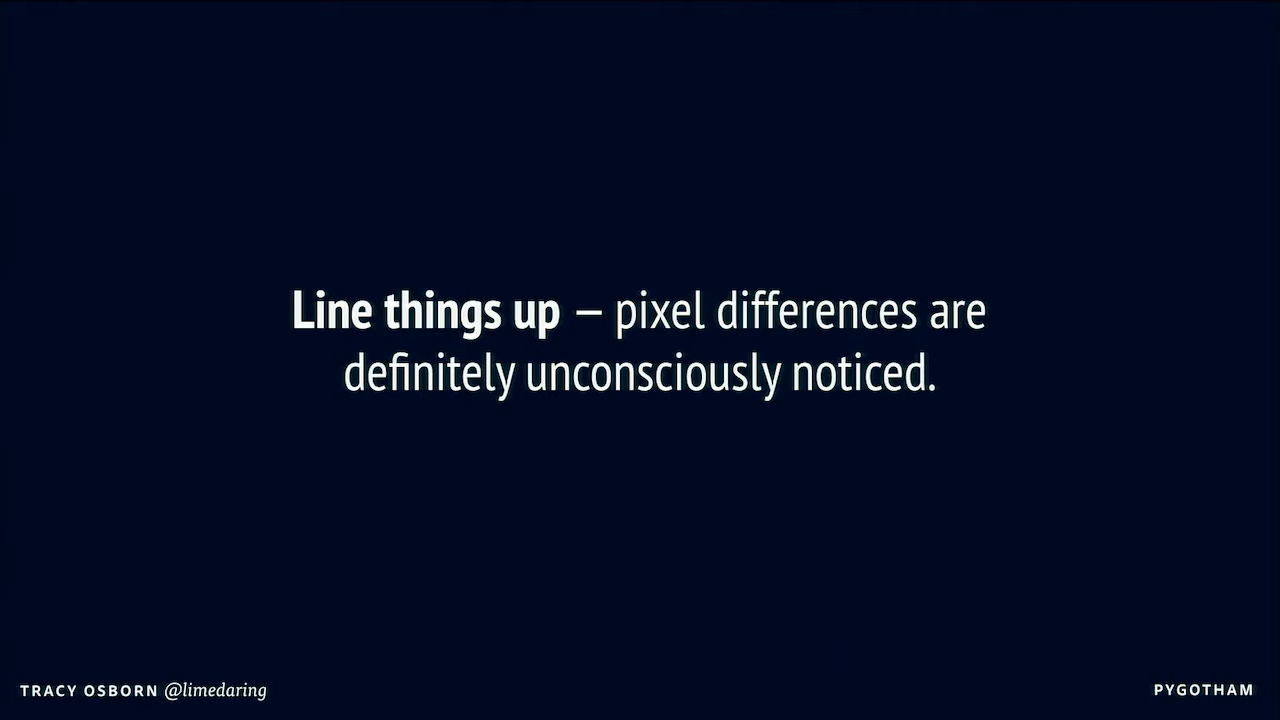 Line things up — pixel differences are
definitely unconsciously noticed.
TRACY OSBORN @limedaring
PYGOTHAM